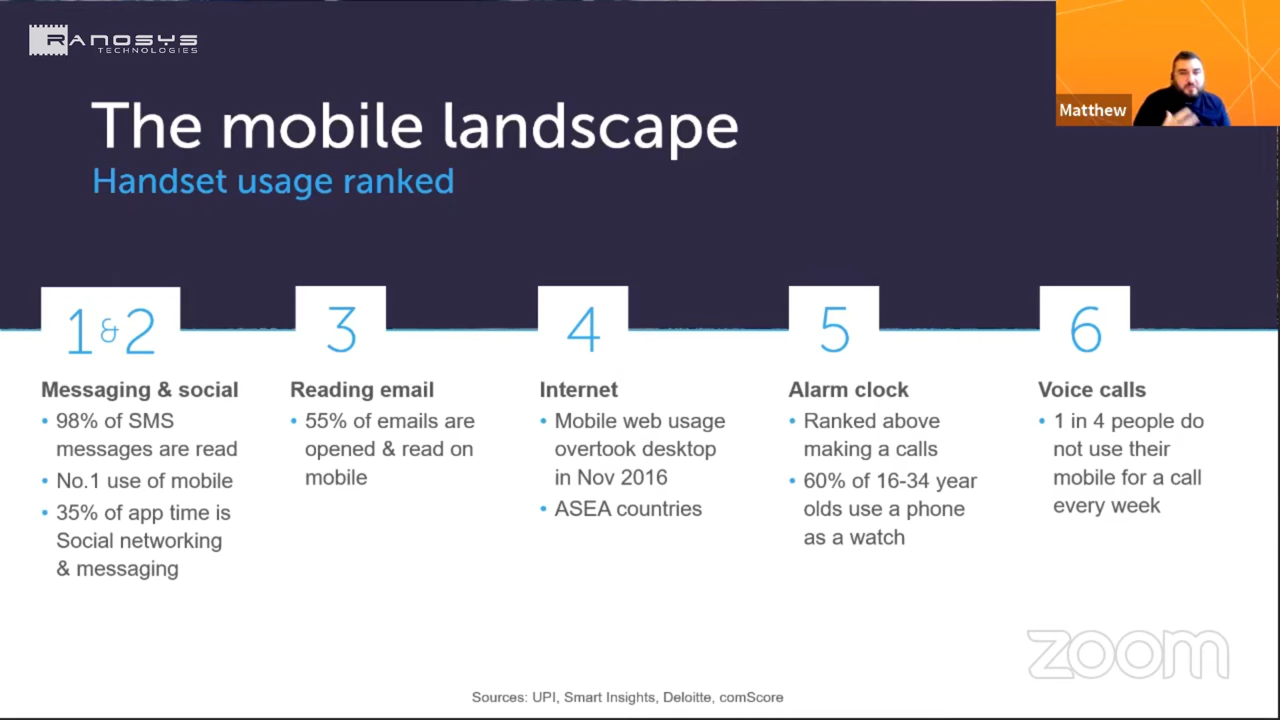 RANOSYS
TECHNOLOGIES
Matthew
The mobile landscape
Handset usage ranked
1 & 2
Messaging & social
• 98% of SMS
messages are read
• No.1 use of mobile
• 35% of app time is
Social networking
& messaging
3
Reading email
• 55% of emails are
opened & read on
mobile
4
Internet
• Mobile web usage
overtook desktop
in Nov 2016
• ASEA countries
5
Alarm clock
• Ranked above
making a calls
• 60% of 16-34 year
olds use a phone
as a watch
6
Voice calls
• 1 in 4 people do
not use their
mobile for a call
every week
zoom
Sources: UPI, Smart Insights, Deloitte, comScore